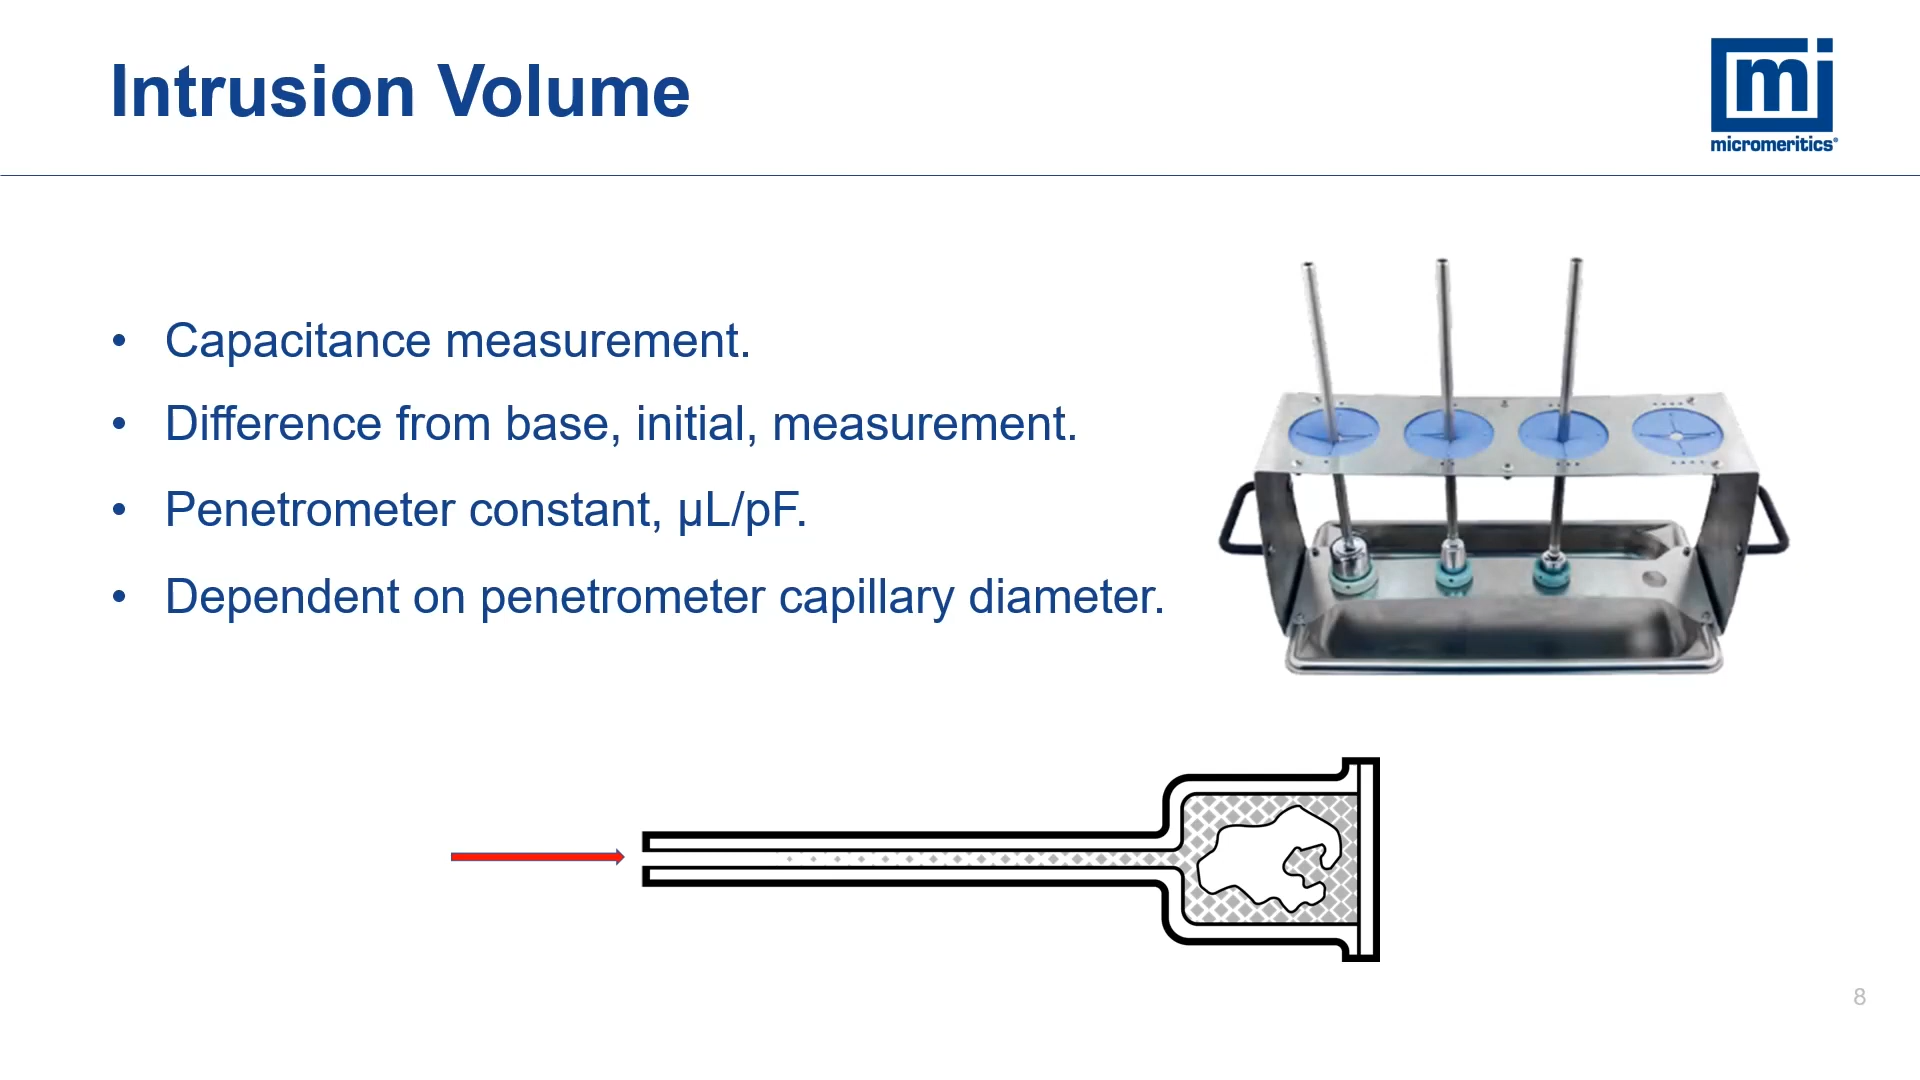 Intrusion Volume
mi
micromeritics®
• Capacitance measurement.
• Difference from base, initial, measurement.
• Penetrometer constant, µL/pF.
• Dependent on penetrometer capillary diameter.
8